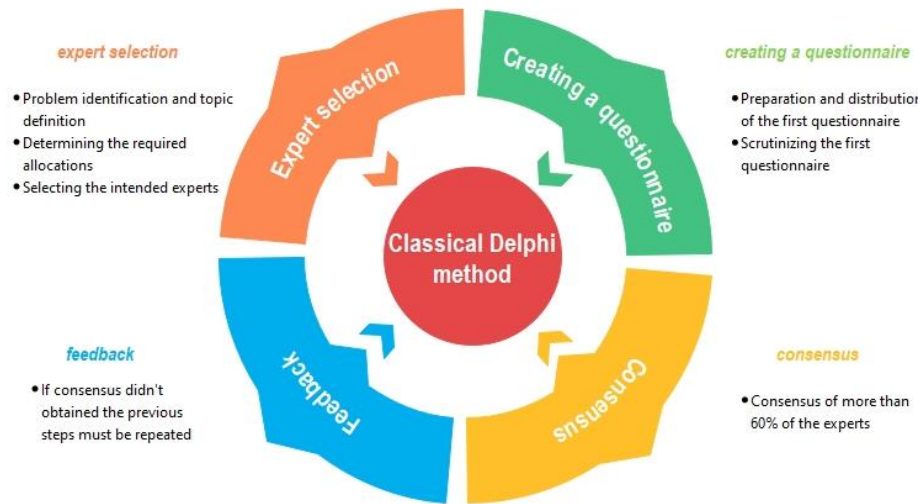 expert selection
• Problem identification and topic
definition
• Determining the required
allocations
• Selecting the intended experts
Expert selection
Creating a questionnaire
creating a questionnaire
• Preparation and distribution
of the first questionnaire
• Scrutinizing the first
questionnaire
Classical Delphi
method
feedback
• If consensus didn't
obtained the previous
steps must be repeated
Feedback
Consensus
consensus
• Consensus of more than
60% of the experts